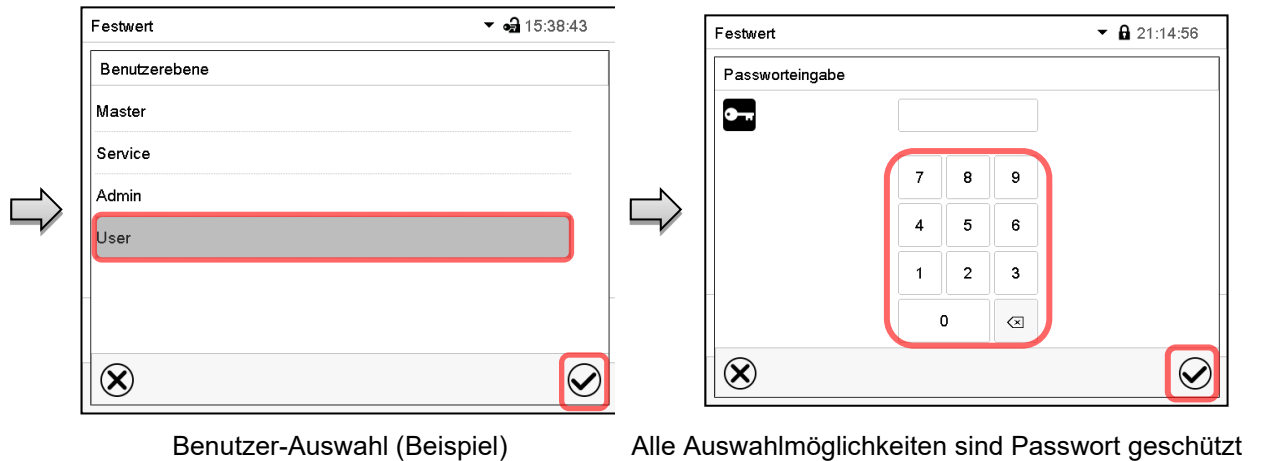 Festwert 15:38:43
Benutzerebene
Master
Service
Admin
User
Benutzer-Auswahl (Beispiel)
Festwert 21:14:56
Passworteingabe
7 8 9
4 5 6
1 2 3
0
Alle Auswahlmöglichkeiten sind Passwort geschützt